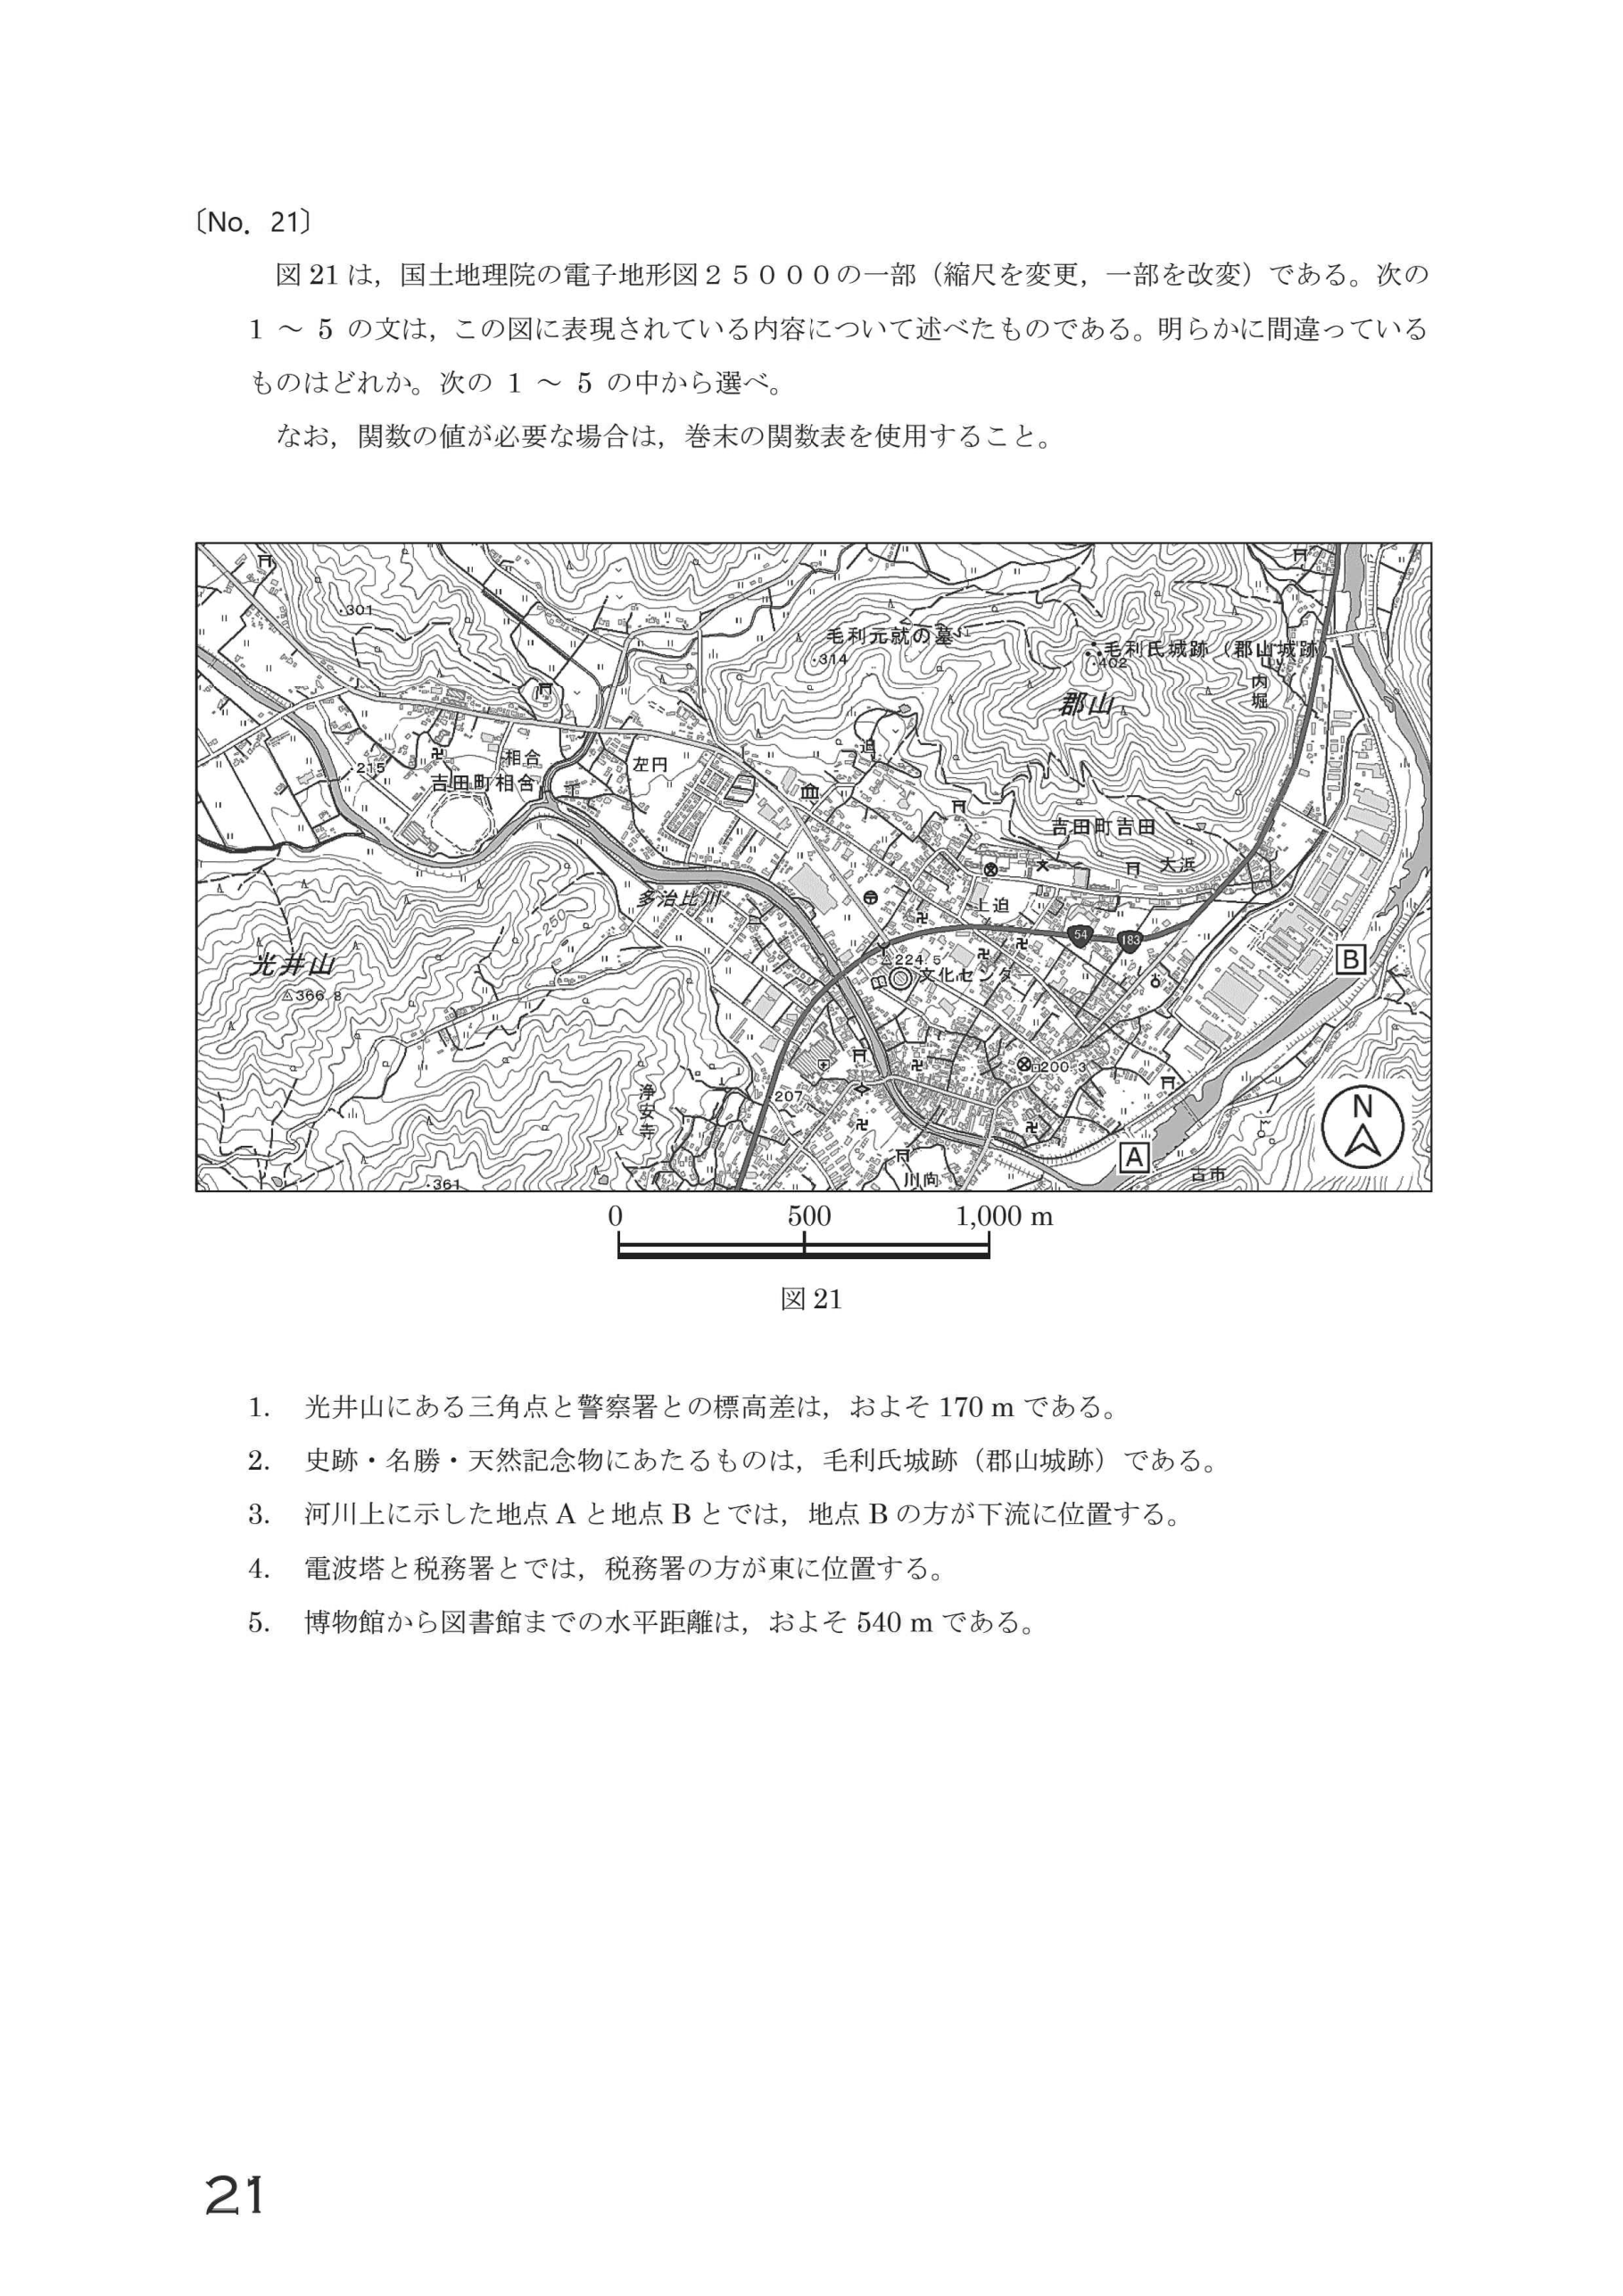 〔No. 21〕
図 21 は，国土地理院の電子地形図２５０００の一部（縮尺を変更，一部を改変）である。次の
1 ～ 5 の文は，この図に表現されている内容について述べたものである。明らかに間違っている
ものはどれか。次の 1 ～ 5 の中から選べ。
なお，関数の値が必要な場合は，巻末の関数表を使用すること。
301
毛利元就の墓
314
毛利氏城跡（郡山城跡）
402
内堀
郡山
相合
左円
215
吉田町相合
追
吉田町吉田
大浜
多治比川
上迫
250
54
183
光井山
366.8
224.5
文化センター
B
200.3
浄安寺
207
N
A
361
川向
古市
0 500 1,000 m
図 21
1. 光井山にある三角点と警察署との標高差は，およそ 170 m である。
2. 史跡・名勝・天然記念物にあたるものは，毛利氏城跡（郡山城跡）である。
3. 河川上に示した地点 A と地点 B とでは，地点 B の方が下流に位置する。
4. 電波塔と税務署とでは，税務署の方が東に位置する。
5. 博物館から図書館までの水平距離は，およそ 540 m である。
21